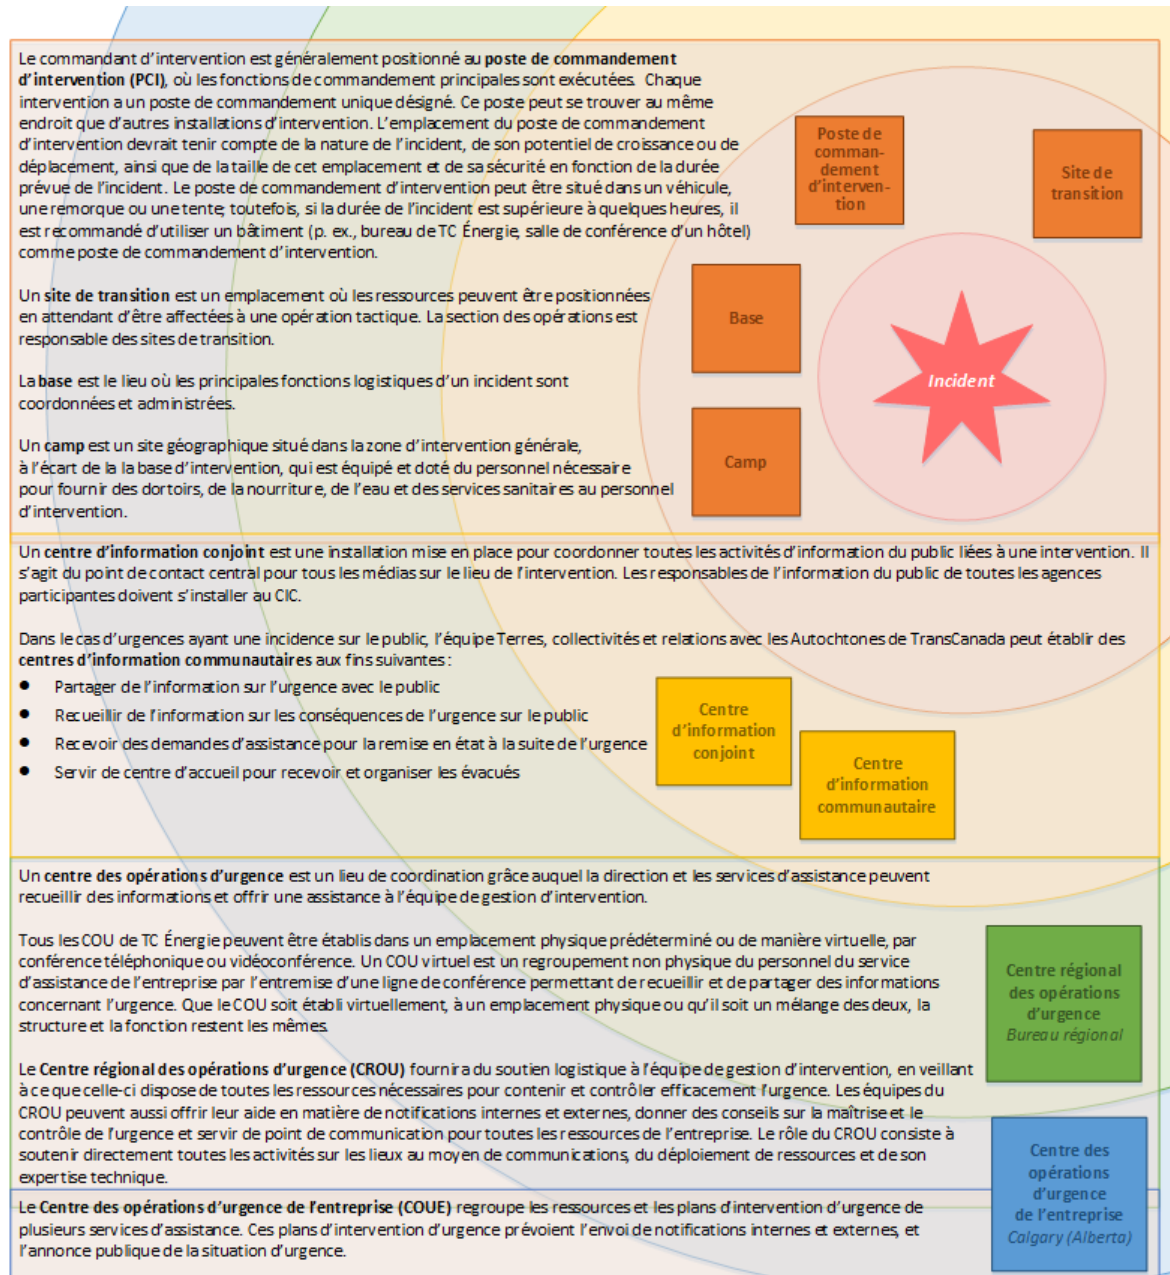 Le commandant d’intervention est généralement positionné au poste de commandement
d’intervention (PCI), où les fonctions de commandement principales sont exécutées.  Chaque
intervention a un poste de commandement unique désigné. Ce poste peut se trouver au même
endroit que d’autres installations d’intervention. L’emplacement du poste de commandement
d’intervention devrait tenir compte de la nature de l’incident, de son potentiel de croissance ou de
déplacement, ainsi que de la taille de cet emplacement et de sa sécurité en fonction de la durée
prévue de l’incident. Le poste de commandement d’intervention peut être situé dans un véhicule,
une remorque ou une tente; toutefois, si la durée de l’incident est supérieure à quelques heures, il
est recommandé d’utiliser un bâtiment (p. ex., bureau de TC Énergie, salle de conférence d’un hôtel)
comme poste de commandement d’intervention.
Un site de transition est un emplacement où les ressources peuvent être positionnées
en attendant d’être affectées à une opération tactique. La section des opérations est
responsable des sites de transition.
La base est le lieu où les principales fonctions logistiques d’un incident sont
coordonnées et administrées.
Un camp est un site géographique situé dans la zone d’intervention générale,
à l’écart de la la base d’intervention, qui est équipé et doté du personnel nécessaire
pour fournir des dortoirs, de la nourriture, de l’eau et des services sanitaires au personnel
d’intervention.
Poste de
comman-
dement
d’interven-
tion
Site de
transition
Base
Incident
Camp
Un centre d’information conjoint est une installation mise en place pour coordonner toutes les activités d’information du public liées à une intervention. Il
s’agit du point de contact central pour tous les médias sur le lieu de l’intervention. Les responsables de l’information du public de toutes les agences
participantes doivent s’installer au CIC.
Dans le cas d’urgences ayant une incidence sur le public, l’équipe Terres, collectivités et relations avec les Autochtones de TransCanada peut établir des
centres d’information communautaires aux fins suivantes :
● Partager de l’information sur l’urgence avec le public
● Recueillir de l’information sur les conséquences de l’urgence sur le public
● Recevoir des demandes d’assistance pour la remise en état à la suite de l’urgence
● Servir de centre d’accueil pour recevoir et organiser les évacués
Centre
d’information
conjoint
Centre
d’information
communautaire
Un centre des opérations d’urgence est un lieu de coordination grâce auquel la direction et les services d’assistance peuvent
recueillir des informations et offrir une assistance à l’équipe de gestion d’intervention.
Tous les COU de TC Énergie peuvent être établis dans un emplacement physique prédéterminé ou de manière virtuelle, par
conférence téléphonique ou vidéoconférence. Un COU virtuel est un regroupement non physique du personnel du service
d’assistance de l’entreprise par l’entremise d’une ligne de conférence permettant de recueillir et de partager des informations
concernant l’urgence. Que le COU soit établi virtuellement, à un emplacement physique ou qu’il soit un mélange des deux, la
structure et la fonction restent les mêmes.
Le Centre régional des opérations d’urgence (CROU) fournira du soutien logistique à l’équipe de gestion d’intervention, en veillant
à ce que celle-ci dispose de toutes les ressources nécessaires pour contenir et contrôler efficacement l’urgence. Les équipes du
CROU peuvent aussi offrir leur aide en matière de notifications internes et externes, donner des conseils sur la maîtrise et le
contrôle de l’urgence et servir de point de communication pour toutes les ressources de l’entreprise. Le rôle du CROU consiste à
soutenir directement toutes les activités sur les lieux au moyen de communications, du déploiement de ressources et de son
expertise technique.
Centre régional
des opérations
d’urgence
Bureau régional
Le Centre des opérations d’urgence de l’entreprise (COUE) regroupe les ressources et les plans d’intervention d’urgence de
plusieurs services d’assistance. Ces plans d’intervention d’urgence prévoient l’envoi de notifications internes et externes, et
l’annonce publique de la situation d’urgence.
Centre des
opérations
d’urgence
de l’entreprise
Calgary (Alberta)